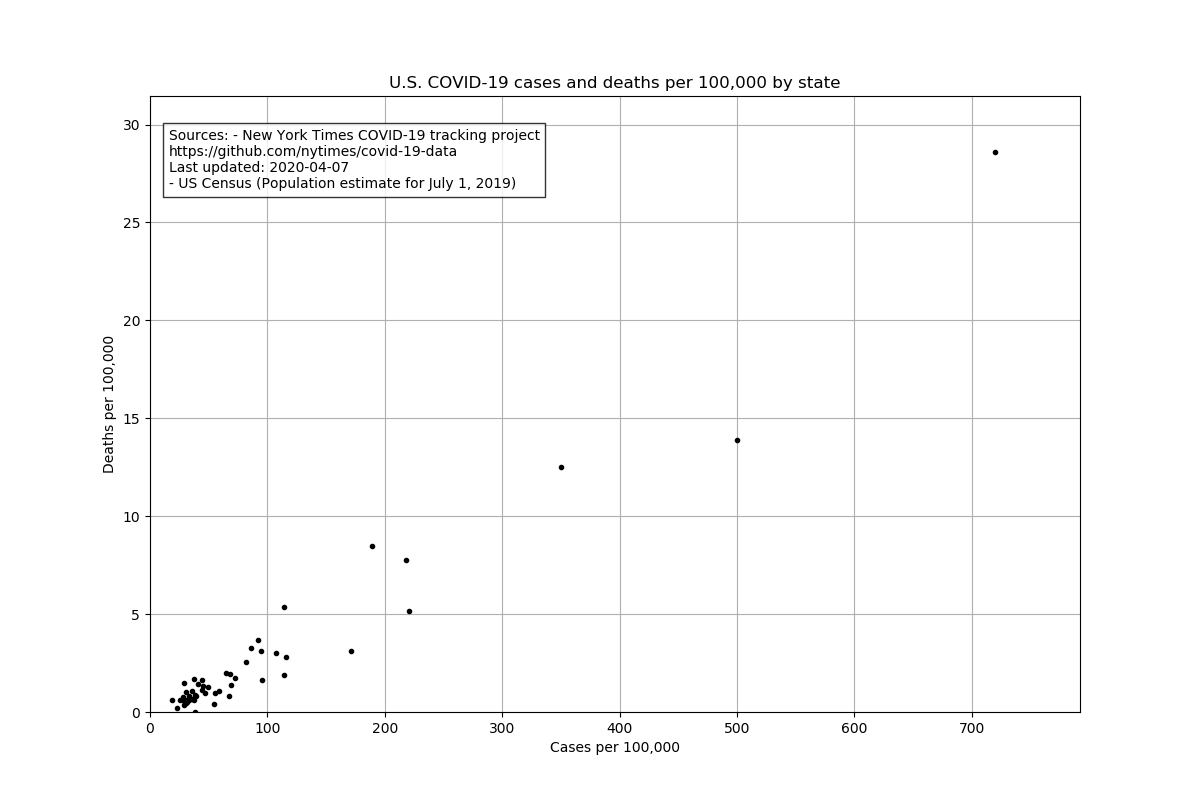 U.S. COVID-19 cases and deaths per 100,000 by state
Sources: - New York Times COVID-19 tracking project
https://github.com/nytimes/covid-19-data
Last updated: 2020-04-07
- US Census (Population estimate for July 1, 2019)
Deaths per 100,000
30
25
20
15
10
5
0
0 100 200 300 400 500 600 700
Cases per 100,000